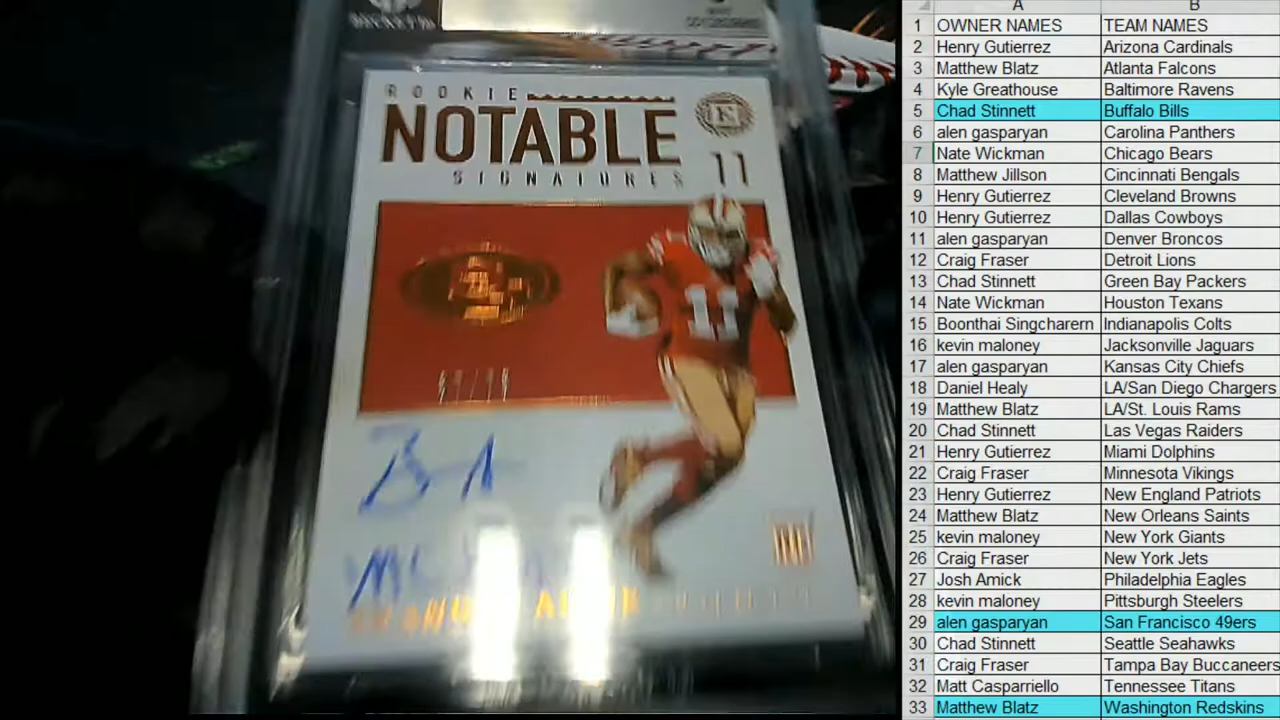 ROOKIE
NOTABLE
SIGNATURES 11
11
A B
1 OWNER NAMES TEAM NAMES
2 Henry Gutierrez Arizona Cardinals
3 Matthew Blatz Atlanta Falcons
4 Kyle Greathouse Baltimore Ravens
5 Chad Stinnett Buffalo Bills
6 alen gasparyan Carolina Panthers
7 Nate Wickman Chicago Bears
8 Matthew Jillson Cincinnati Bengals
9 Henry Gutierrez Cleveland Browns
10 Henry Gutierrez Dallas Cowboys
11 alen gasparyan Denver Broncos
12 Craig Fraser Detroit Lions
13 Chad Stinnett Green Bay Packers
14 Nate Wickman Houston Texans
15 Boonthai Singcharern Indianapolis Colts
16 kevin maloney Jacksonville Jaguars
17 alen gasparyan Kansas City Chiefs
18 Daniel Healy LA/San Diego Chargers
19 Matthew Blatz LA/St. Louis Rams
20 Chad Stinnett Las Vegas Raiders
21 Henry Gutierrez Miami Dolphins
22 Craig Fraser Minnesota Vikings
23 Henry Gutierrez New England Patriots
24 Matthew Blatz New Orleans Saints
25 kevin maloney New York Giants
26 Craig Fraser New York Jets
27 Josh Amick Philadelphia Eagles
28 kevin maloney Pittsburgh Steelers
29 alen gasparyan San Francisco 49ers
30 Chad Stinnett Seattle Seahawks
31 Craig Fraser Tampa Bay Buccaneers
32 Matt Casparriello Tennessee Titans
33 Matthew Blatz Washington Redskins